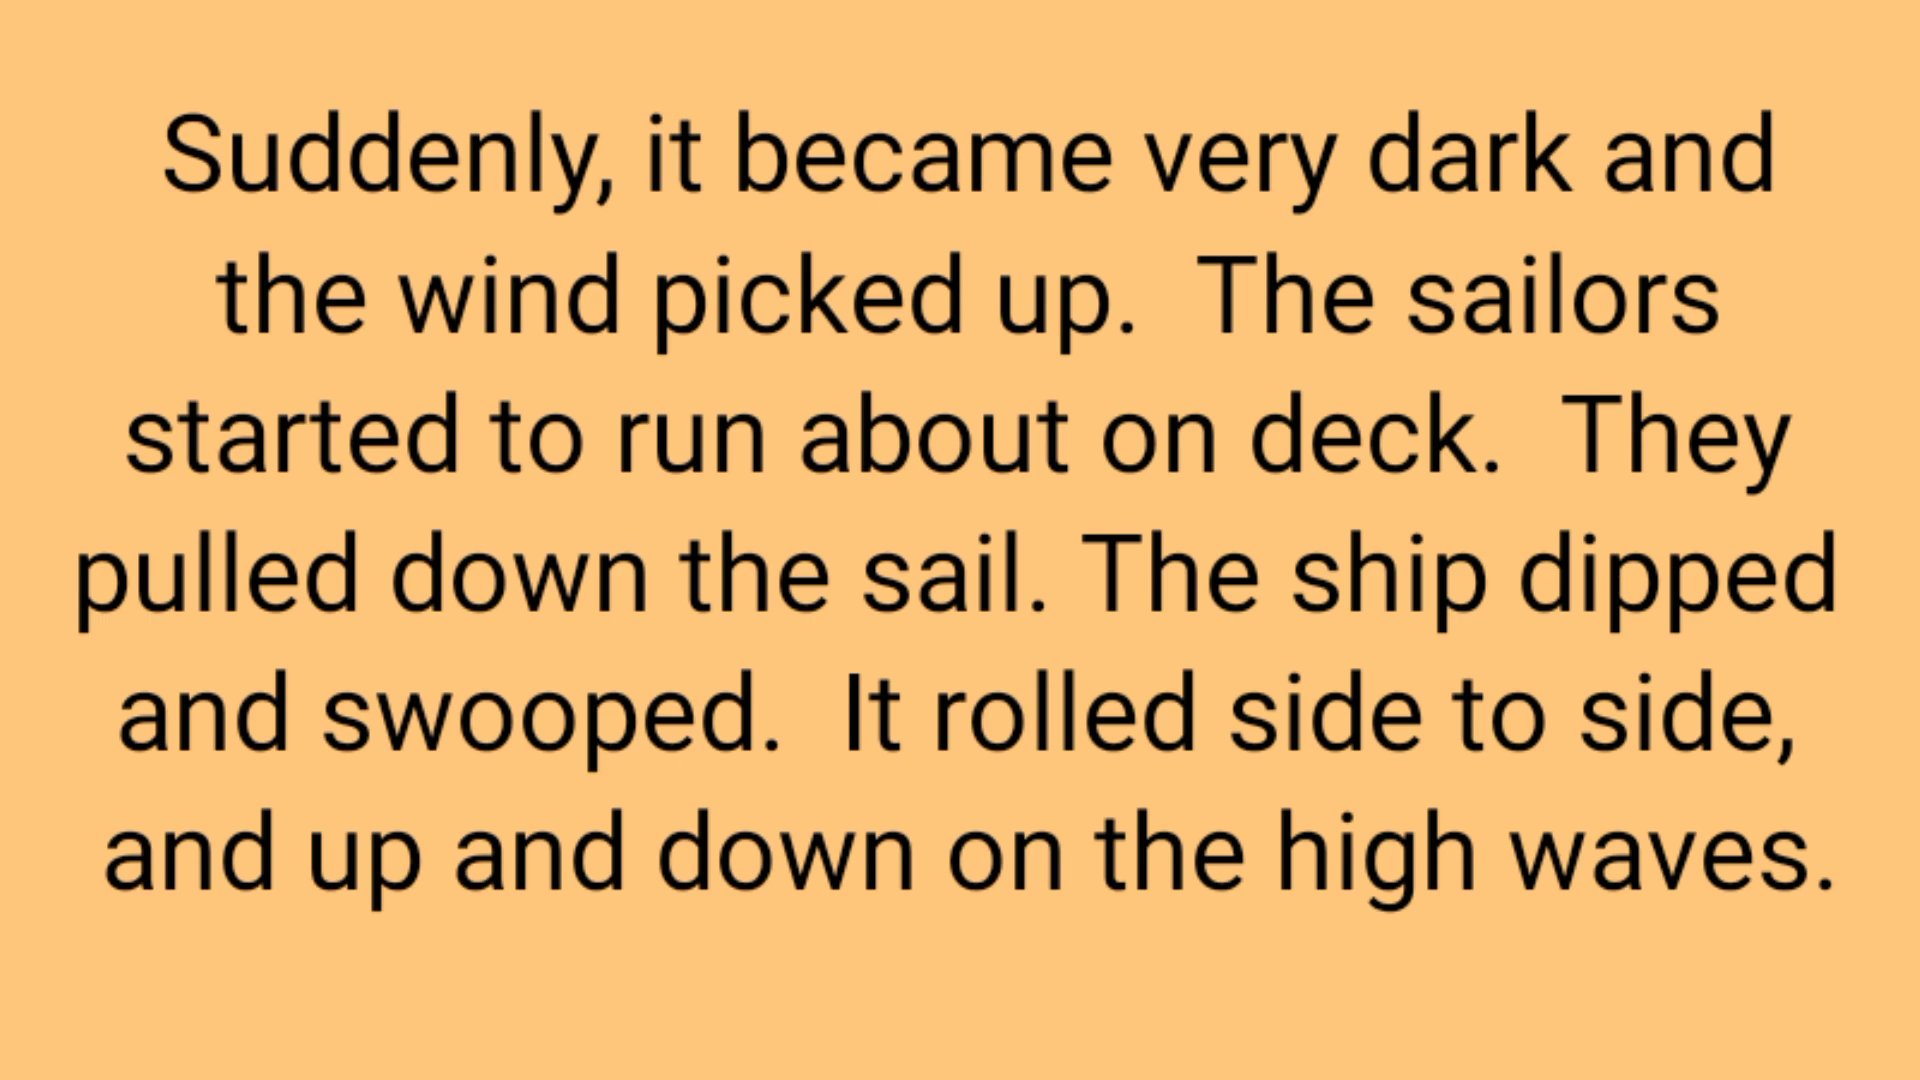 Suddenly, it became very dark and
the wind picked up.  The sailors
started to run about on deck.  They
pulled down the sail. The ship dipped
and swooped.  It rolled side to side,
and up and down on the high waves.